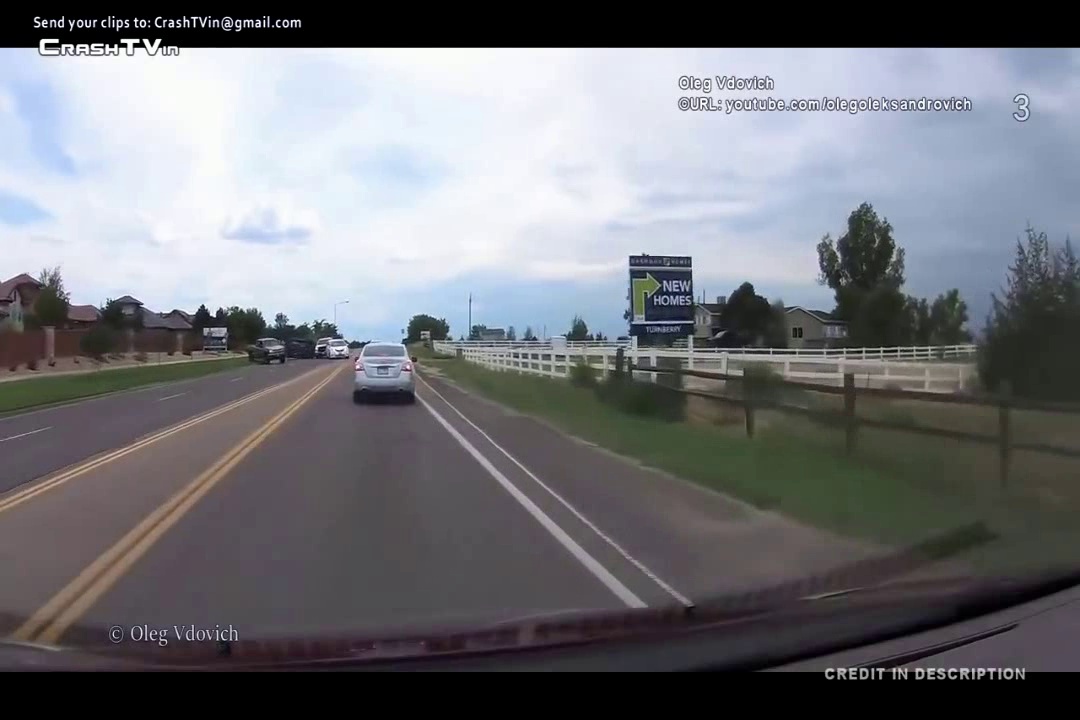 Send your clips to: CrashTVin@gmail.com
CrashTVin
Oleg Vdovich
©URL: youtube.com/olegoleksandrovich
3
NEW
HOMES
TURNBERRY
© Oleg Vdovich
CREDIT IN DESCRIPTION